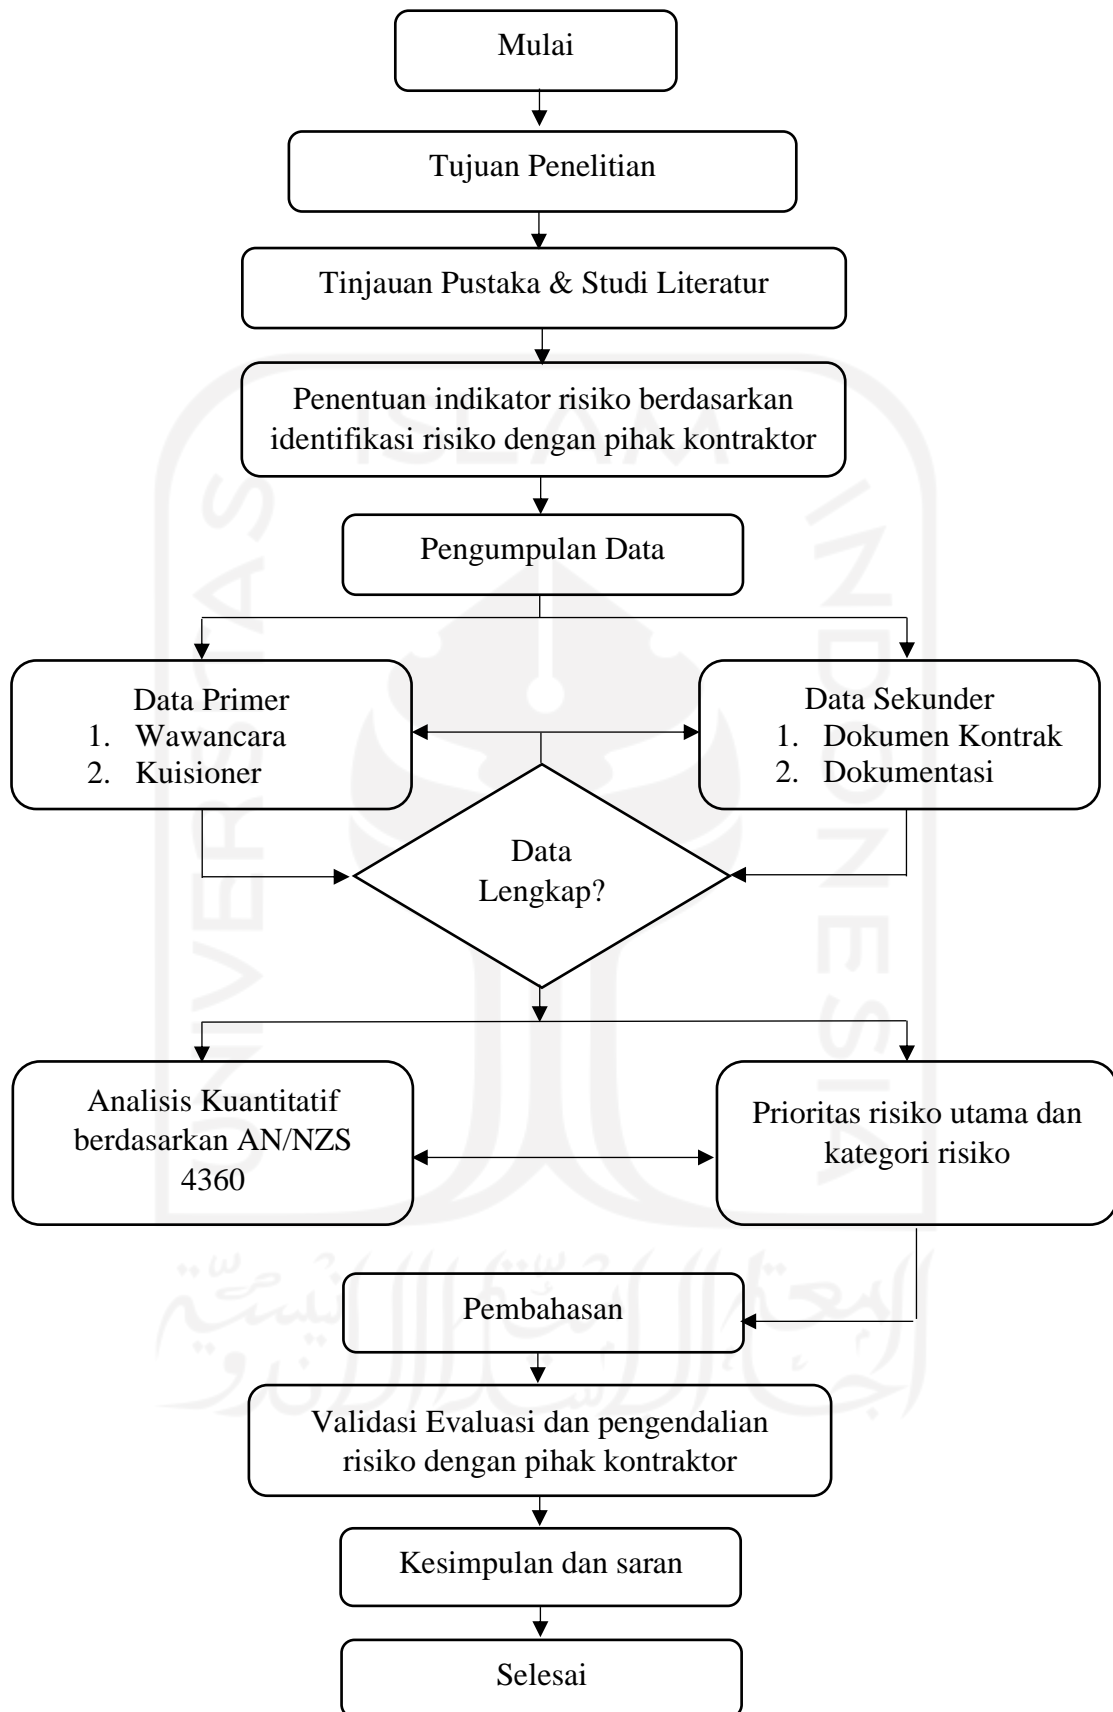 Mulai
Tujuan Penelitian
Tinjauan Pustaka & Studi Literatur
Penentuan indikator risiko berdasarkan
identifikasi risiko dengan pihak kontraktor
Pengumpulan Data
Data Primer
1. Wawancara
2. Kuisioner
Data Sekunder
1. Dokumen Kontrak
2. Dokumentasi
Data
Lengkap?
Analisis Kuantitatif
berdasarkan AN/NZS
4360
Prioritas risiko utama dan
kategori risiko
Pembahasan
Validasi Evaluasi dan pengendalian
risiko dengan pihak kontraktor
Kesimpulan dan saran
Selesai
UNIVERSITAS
ISLAM
INDONESIA